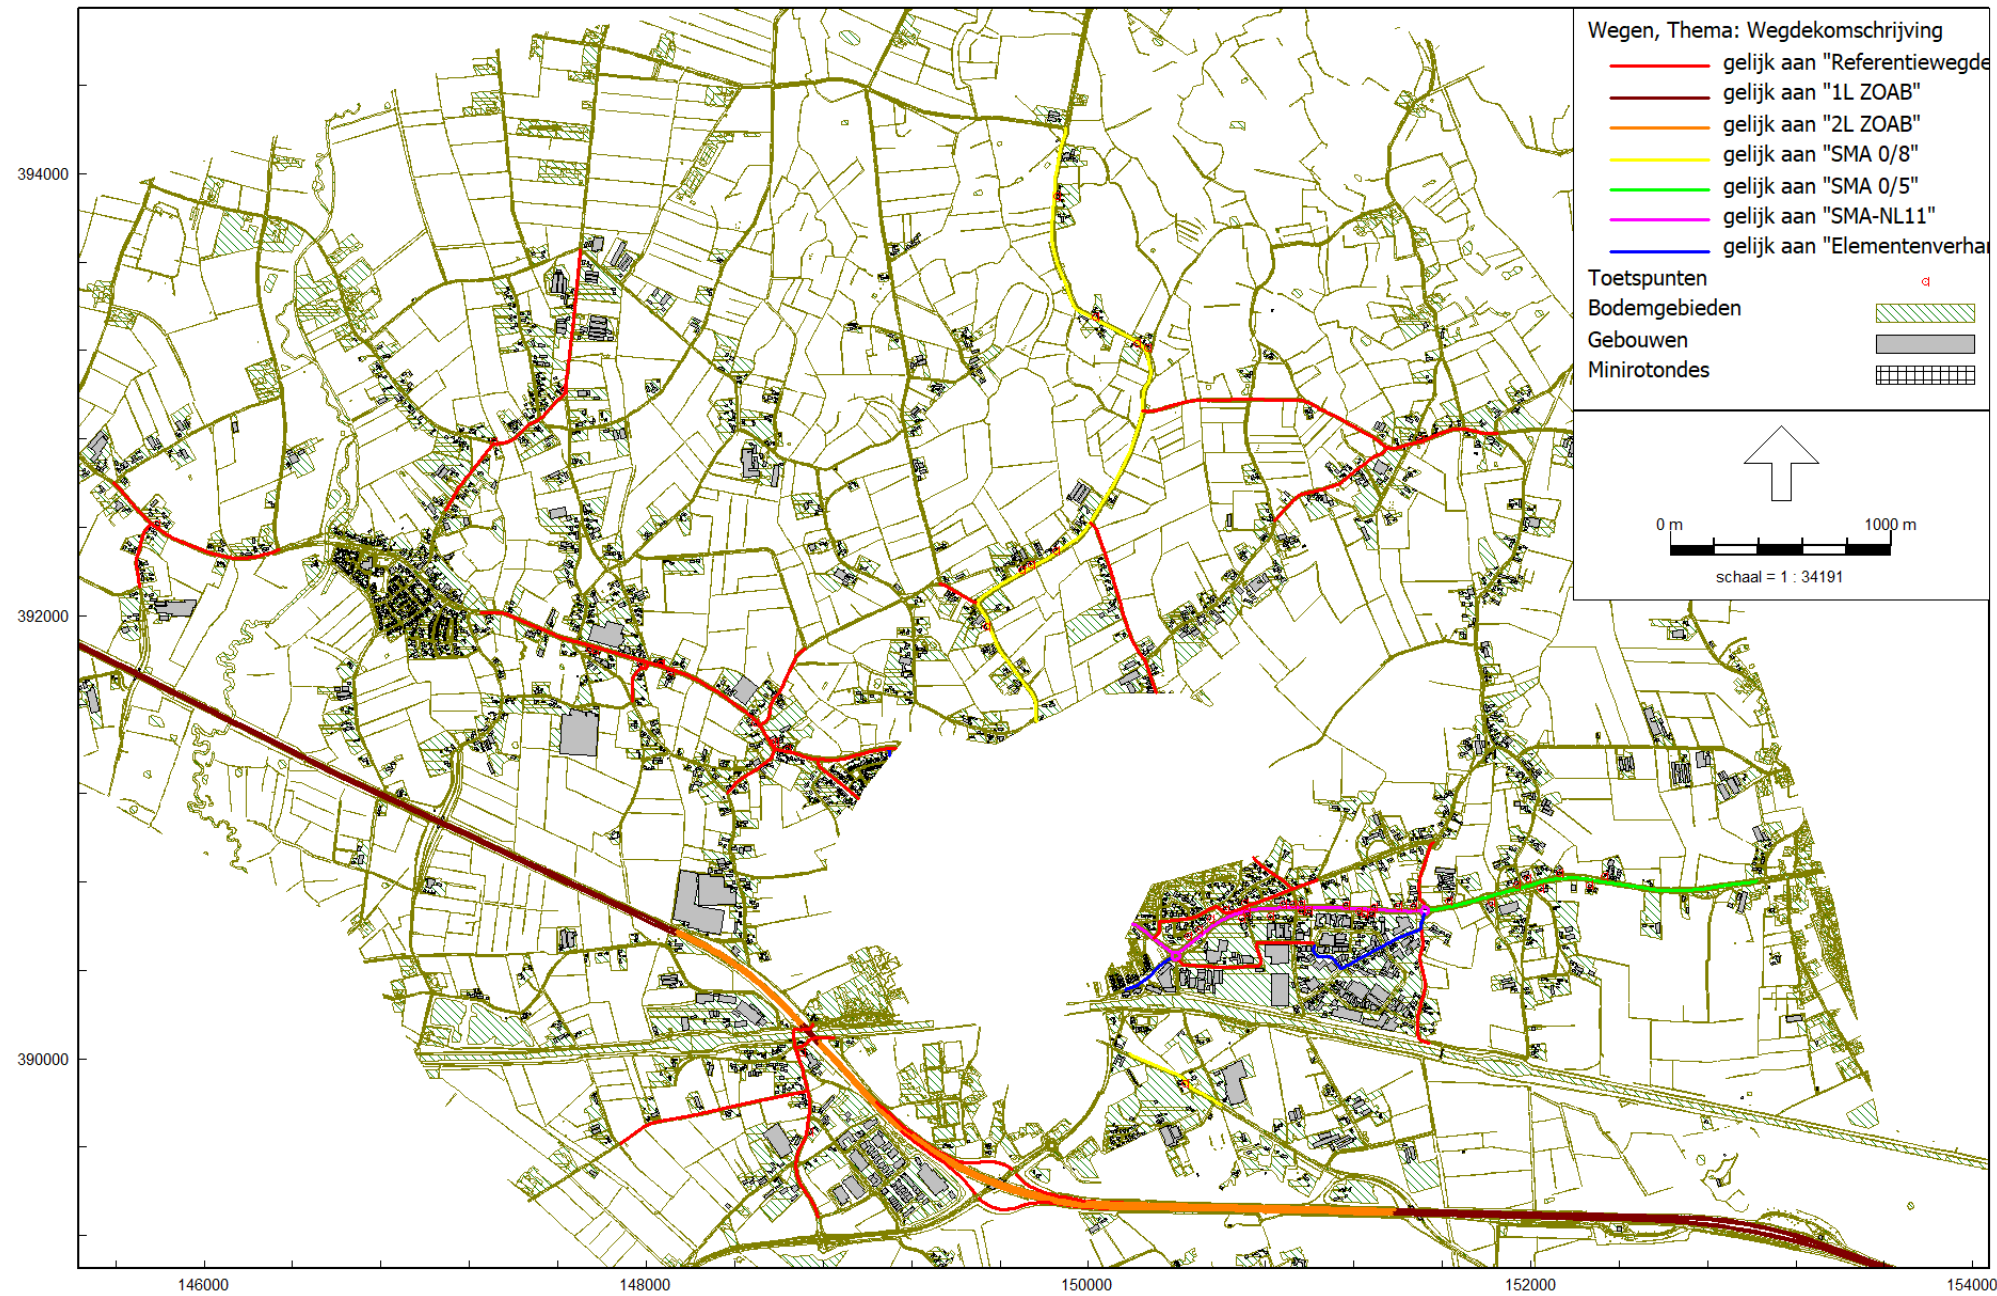 Wegen, Thema: Wegdekomschrijving
gelijk aan "Referentiewegde
gelijk aan "1L ZOAB"
gelijk aan "2L ZOAB"
gelijk aan "SMA 0/8"
gelijk aan "SMA 0/5"
gelijk aan "SMA-NL11"
gelijk aan "Elementenverhar
Toetspunten
Bodemgebieden
Gebouwen
Minirotondes
0 m 1000 m
schaal = 1 : 34191
394000
392000
390000
146000 148000 150000 152000 154000